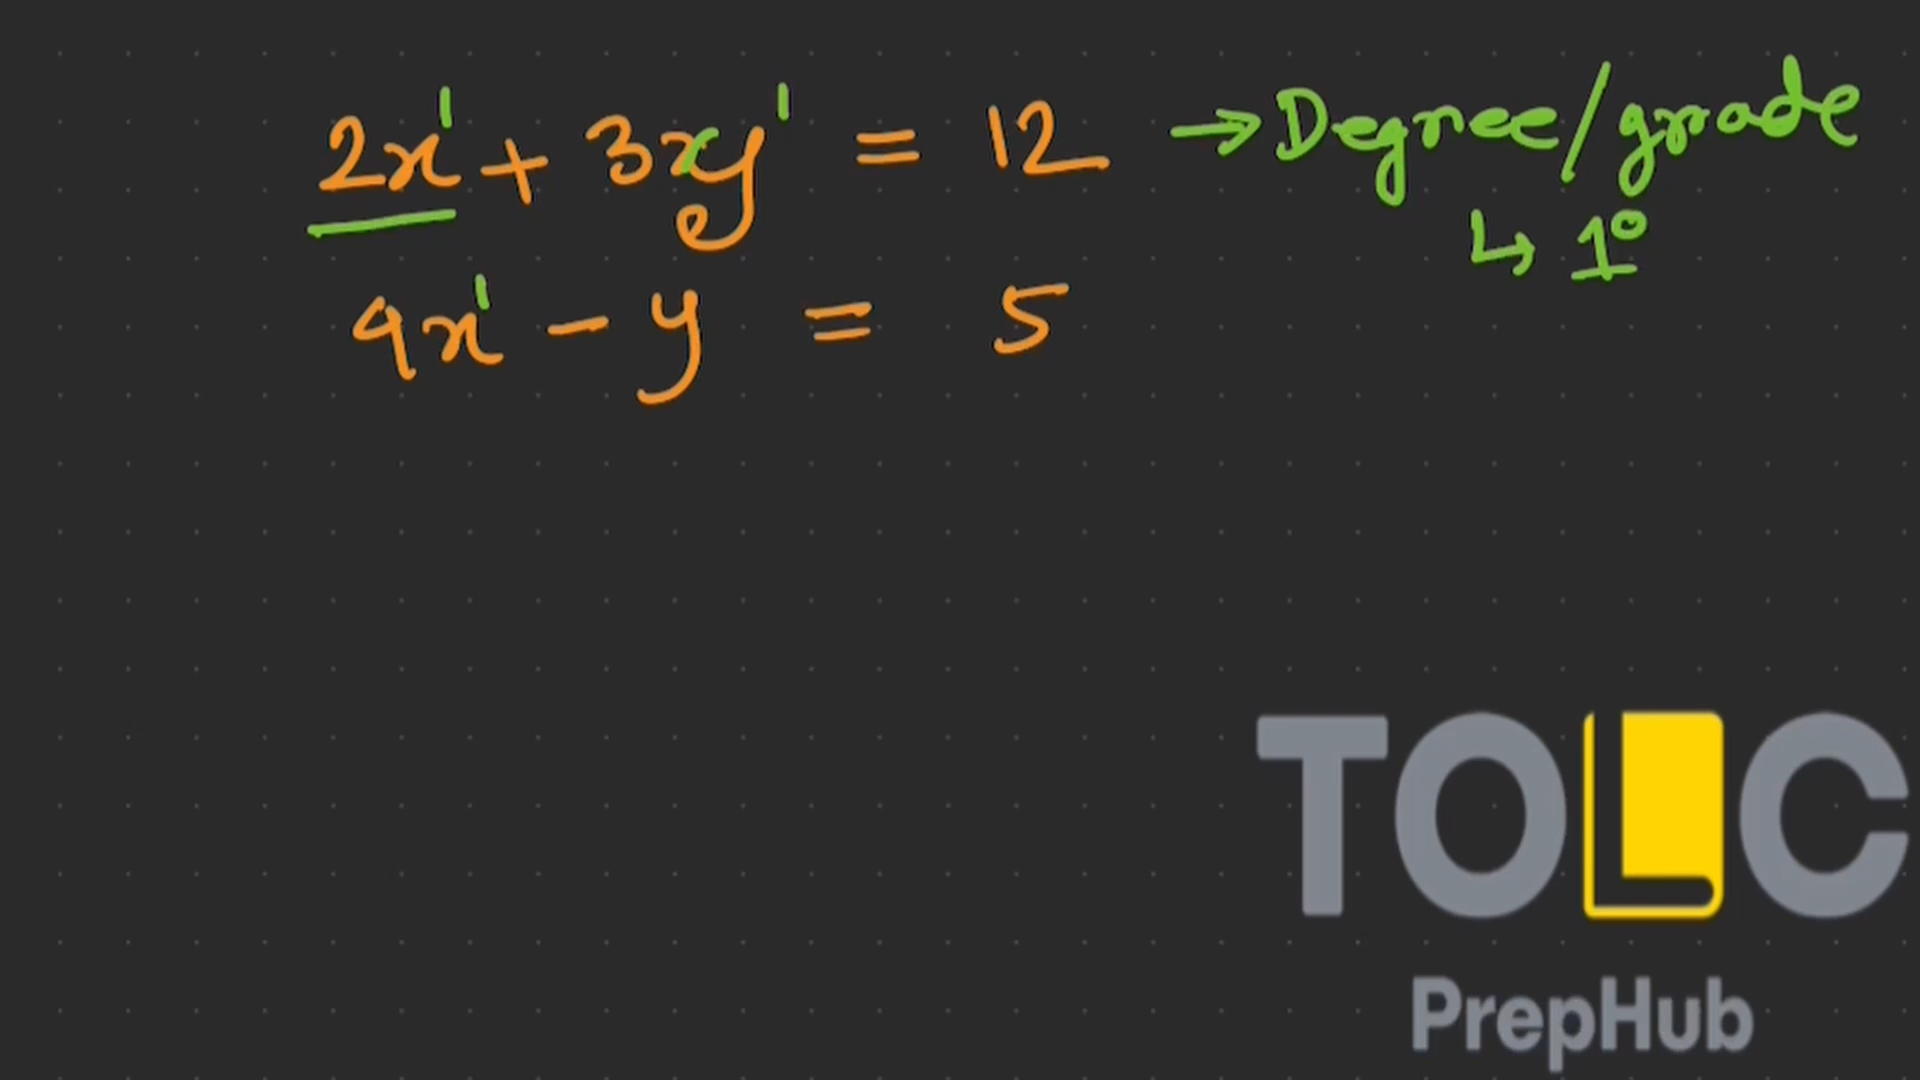 2x¹ + 3xy¹ = 12 → Degree/grade
↳ 1°
4x¹ - y = 5
TOLC
PrepHub